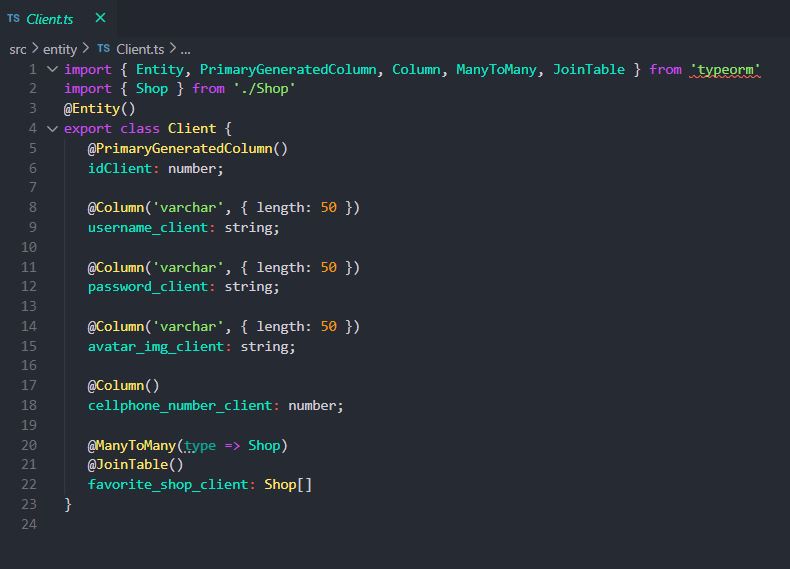 TS Client.ts ×
src > entity > TS Client.ts > ...
1 import { Entity, PrimaryGeneratedColumn, Column, ManyToMany, JoinTable } from 'typeorm'
2 import { Shop } from './Shop'
3 @Entity()
4 export class Client {
5 @PrimaryGeneratedColumn()
6 idClient: number;
7
8 @Column('varchar', { length: 50 })
9 username_client: string;
10
11 @Column('varchar', { length: 50 })
12 password_client: string;
13
14 @Column('varchar', { length: 50 })
15 avatar_img_client: string;
16
17 @Column()
18 cellphone_number_client: number;
19
20 @ManyToMany(type => Shop)
21 @JoinTable()
22 favorite_shop_client: Shop[]
23 }
24